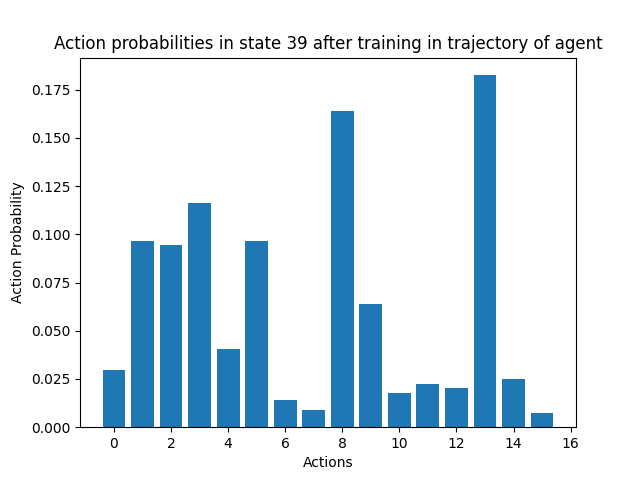 Action probabilities in state 39 after training in trajectory of agent
0.175
0.150
0.125
0.100
0.075
0.050
0.025
0.000
Action Probability
0 2 4 6 8 10 12 14 16
Actions